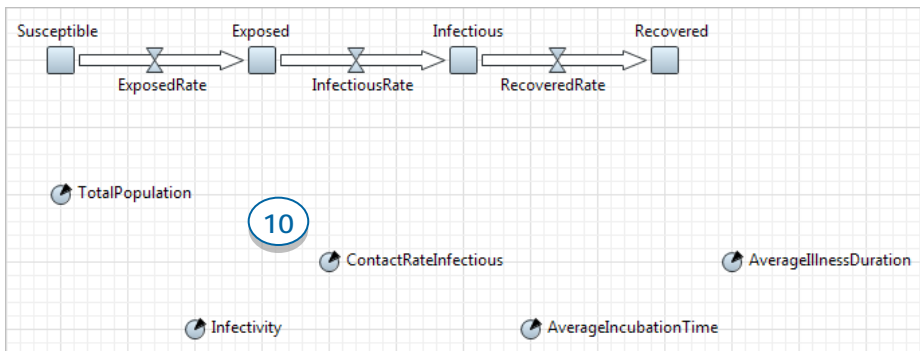 Susceptible Exposed Infectious Recovered
ExposedRate InfectiousRate RecoveredRate
TotalPopulation
10
ContactRateInfectious AverageIllnessDuration
Infectivity AverageIncubationTime